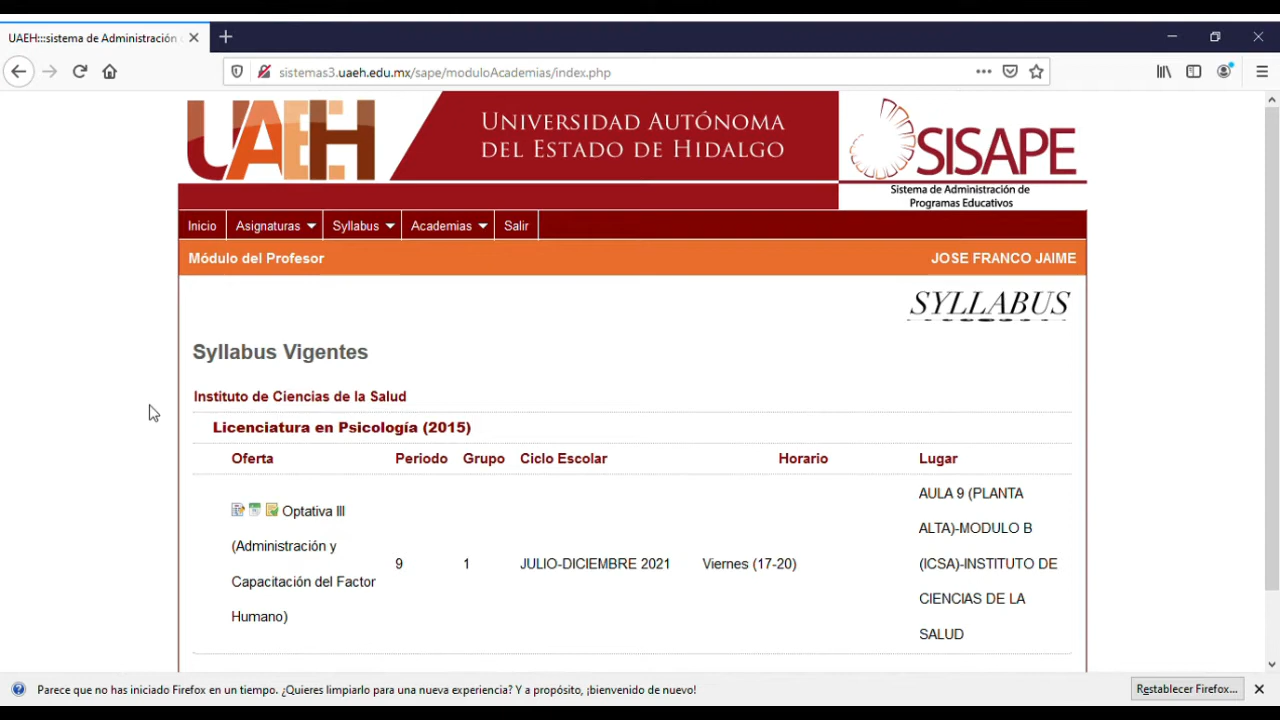 UAEH:::sistema de Administración
sistemas3.uaeh.edu.mx/sape/moduloAcademias/index.php
UAEH
UNIVERSIDAD AUTÓNOMA
DEL ESTADO DE HIDALGO
SISAPE
Sistema de Administración de
Programas Educativos
Inicio Asignaturas Syllabus Academias Salir
Módulo del Profesor JOSE FRANCO JAIME
SYLLABUS
Syllabus Vigentes
Instituto de Ciencias de la Salud
Licenciatura en Psicología (2015)
Oferta Periodo Grupo Ciclo Escolar Horario Lugar
AULA 9 (PLANTA
Optativa III
ALTA)-MODULO B
(Administración y
9 1 JULIO-DICIEMBRE 2021 Viernes (17-20) (ICSA)-INSTITUTO DE
Capacitación del Factor
CIENCIAS DE LA
Humano)
SALUD
Parece que no has iniciado Firefox en un tiempo. ¿Quieres limpiarlo para una nueva experiencia? Y a propósito, ¡bienvenido de nuevo! Restablecer Firefox...